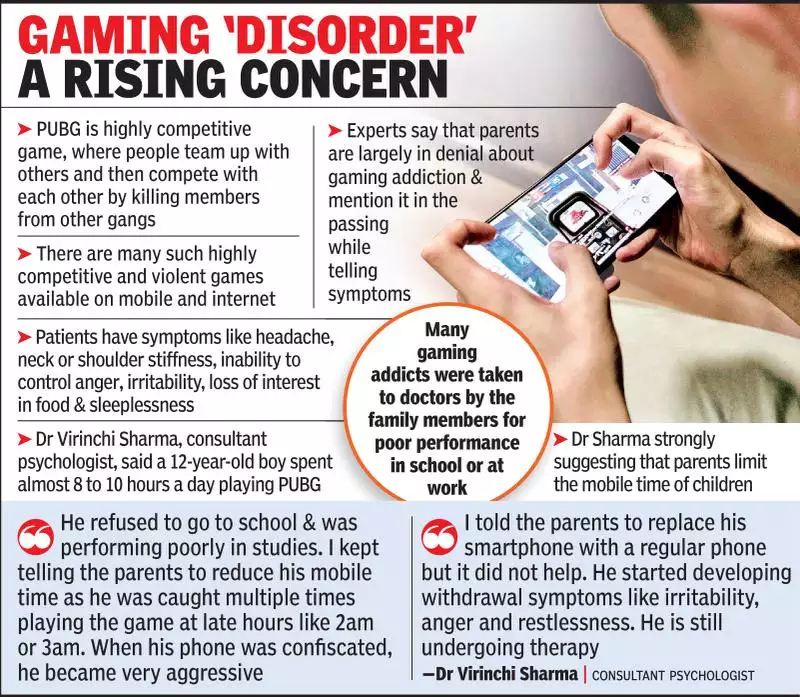 GAMING ‘DISORDER’
A RISING CONCERN
➤ PUBG is highly competitive
game, where people team up with
others and then compete with
each other by killing members
from other gangs
➤ There are many such highly
competitive and violent games
available on mobile and internet
➤ Experts say that parents
are largely in denial about
gaming addiction &
mention it in the
passing
while
telling
symptoms
➤ Patients have symptoms like headache,
neck or shoulder stiffness, inability to
control anger, irritability, loss of interest
in food & sleeplessness
➤ Dr Virinchi Sharma, consultant
psychologist, said a 12-year-old boy spent
almost 8 to 10 hours a day playing PUBG
Many
gaming
addicts were taken
to doctors by the
family members for
poor performance
in school or at
work
➤ Dr Sharma strongly
suggesting that parents limit
the mobile time of children
He refused to go to school & was
performing poorly in studies. I kept
telling the parents to reduce his mobile
time as he was caught multiple times
playing the game at late hours like 2am
or 3am. When his phone was confiscated,
he became very aggressive
I told the parents to replace his
smartphone with a regular phone
but it did not help. He started developing
withdrawal symptoms like irritability,
anger and restlessness. He is still
undergoing therapy
—Dr Virinchi Sharma | CONSULTANT PSYCHOLOGIST